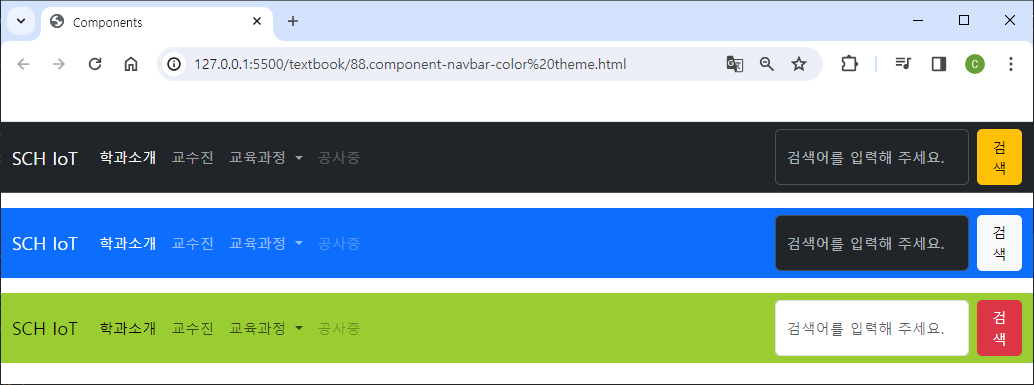 Components
127.0.0.1:5500/textbook/88.component-navbar-color%20theme.html
C
SCH IoT 학과소개 교수진 교육과정 공사중 검색어를 입력해 주세요. 검
색
SCH IoT 학과소개 교수진 교육과정 공사중 검색어를 입력해 주세요. 검
색
SCH IoT 학과소개 교수진 교육과정 공사중 검색어를 입력해 주세요. 검
색